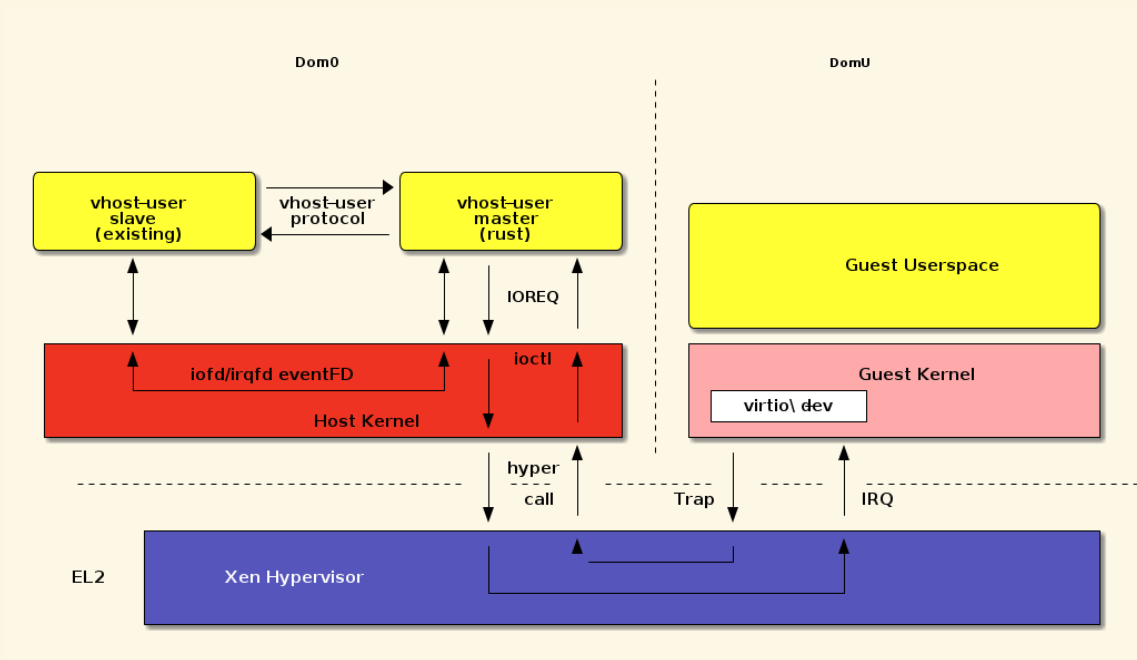 Dom0
DomU
vhost-user
slave
(existing)
vhost-user
protocol
vhost-user
master
(rust)
Guest Userspace
IOREQ
ioctl
iofd/irqfd eventFD
Host Kernel
Guest Kernel
virtio\ dev
hyper
call
Trap
IRQ
EL2
Xen Hypervisor